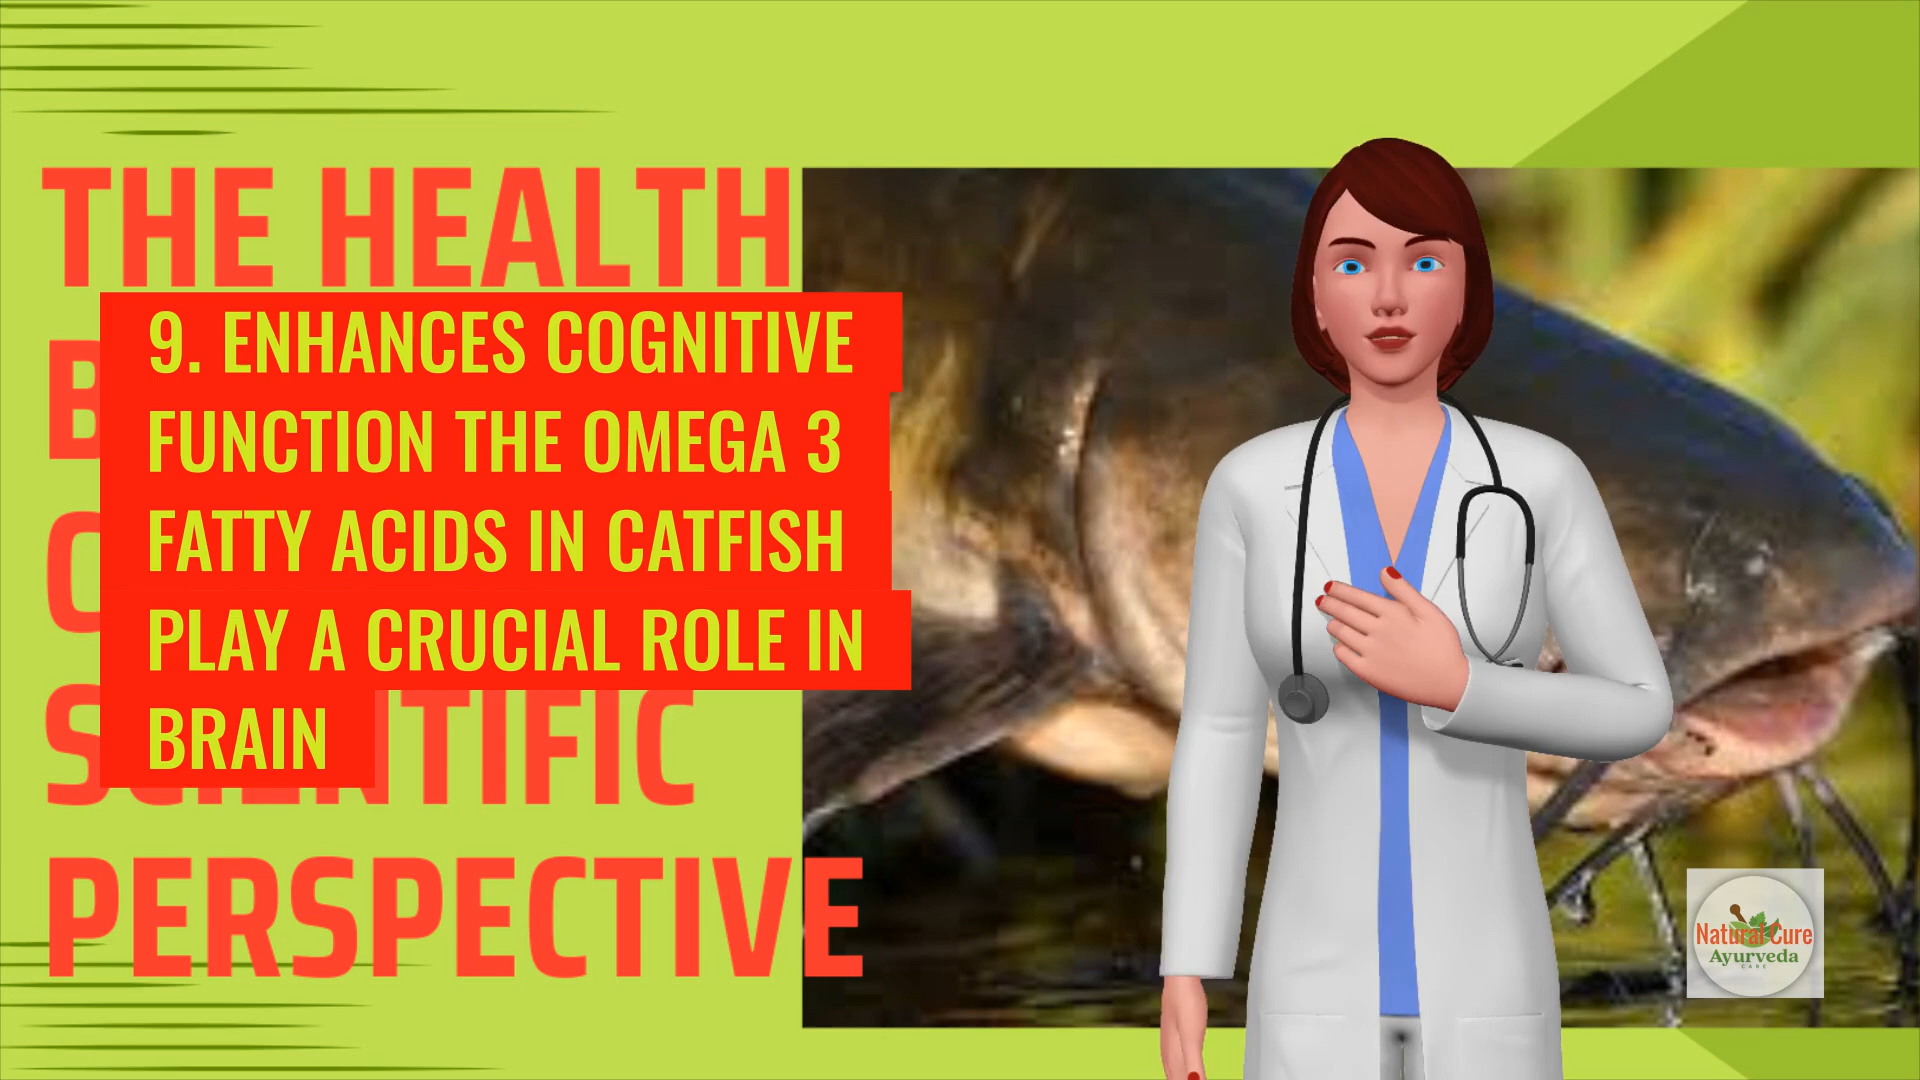 THE HEALTH
9. ENHANCES COGNITIVE
FUNCTION THE OMEGA 3
FATTY ACIDS IN CATFISH
PLAY A CRUCIAL ROLE IN
BRAIN
PERSPECTIVE
Natural Cure
Ayurveda
CARE